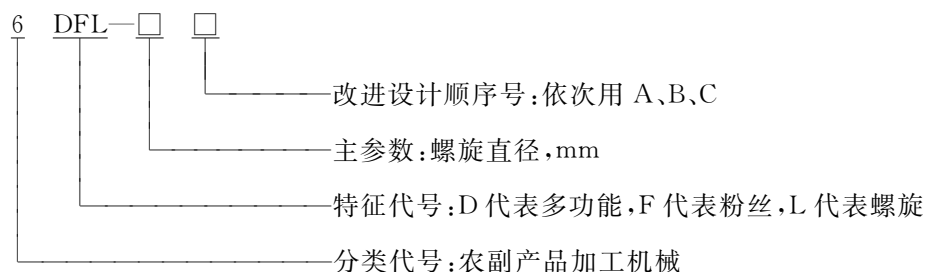 6 DFL—□ □
改进设计顺序号:依次用 A、B、C
主参数:螺旋直径,mm
特征代号:D 代表多功能,F 代表粉丝,L 代表螺旋
分类代号:农副产品加工机械